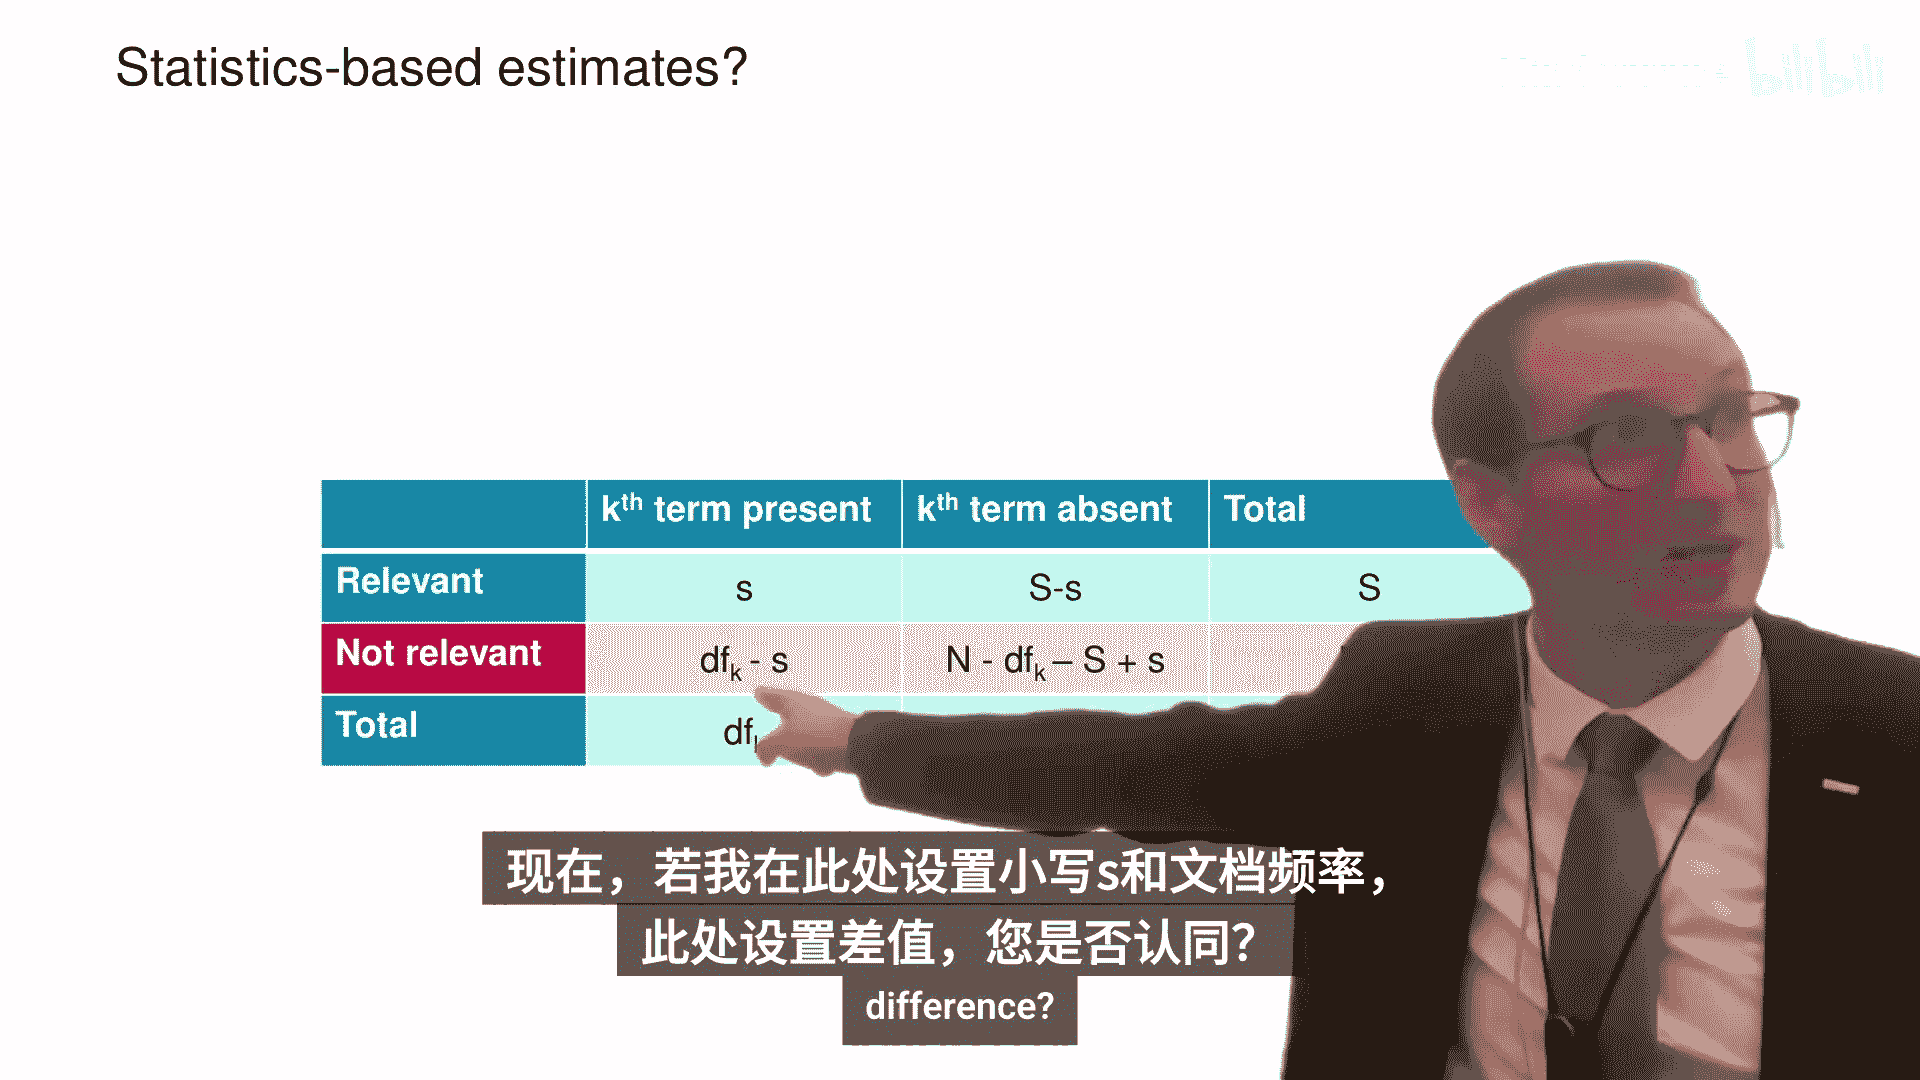 Statistics-based estimates?
bilibili
kth term present kth term absent Total
Relevant s S-s S
Not relevant dfk - s N - dfk – S + s
Total df
现在，若我在此处设置小写s和文档频率，
此处设置差值，您是否认同？
difference?